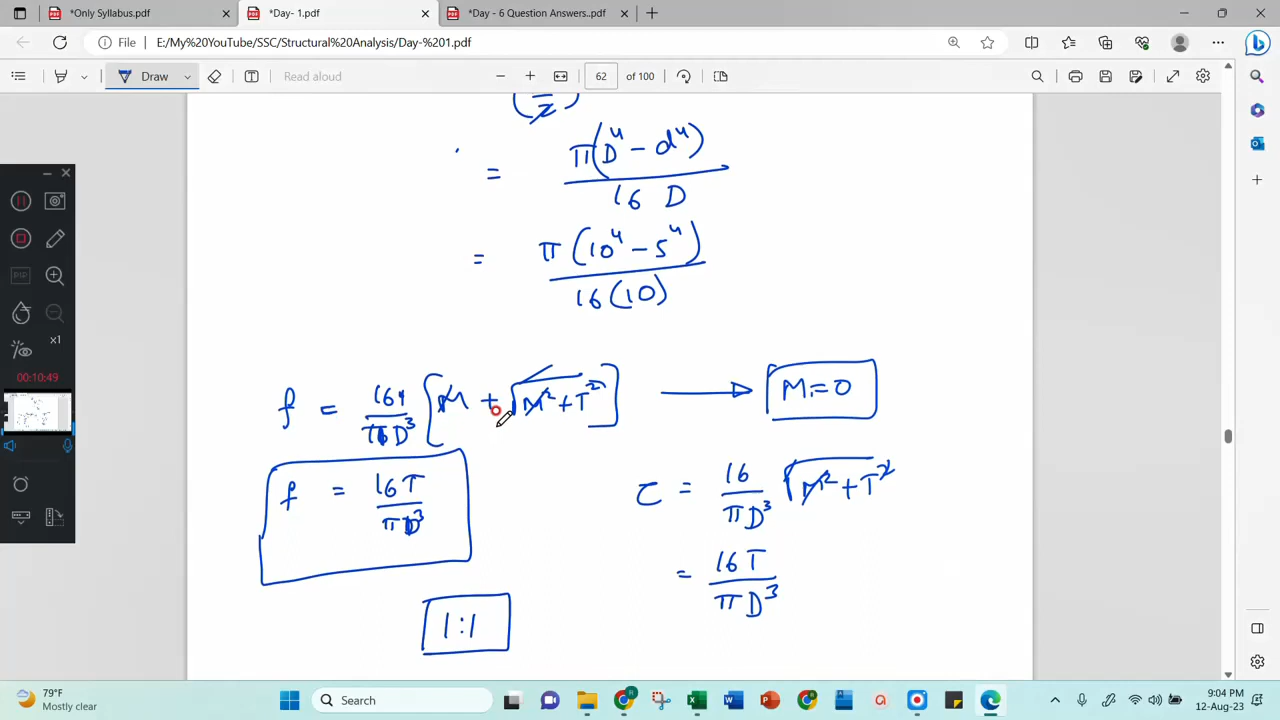 *Only Syllabus.pdf
*Day- 1.pdf
*Day - 6 Question Answers..pdf
File E:/My%20YouTube/SSC/Structural%20Analysis/Day-%201.pdf
Draw Read aloud 62 of 100
= π(D⁴ - d⁴) / 16 D
= π(10⁴ - 5⁴) / 16(10)
f = 16 / πD³ [M + √M² + T²] → M = 0
f = 16T / πD³
τ = 16 / πD³ √M² + T²
= 16T / πD³
1:1
PIP
x1
00:10:49
79°F
Mostly clear
Search
9:04 PM
12-Aug-23